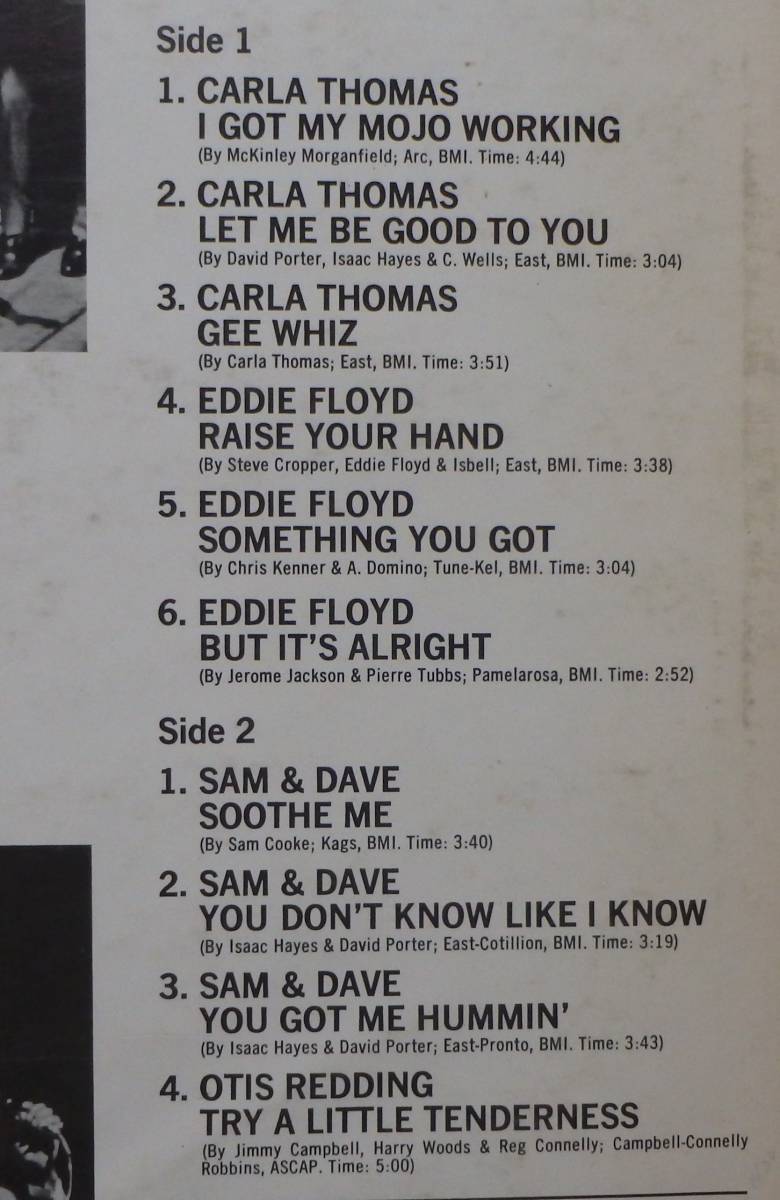 Side 1
1. CARLA THOMAS
I GOT MY MOJO WORKING
(By McKinley Morganfield; Arc, BMI. Time: 4:44)
2. CARLA THOMAS
LET ME BE GOOD TO YOU
(By David Porter, Isaac Hayes & C. Wells; East, BMI. Time: 3:04)
3. CARLA THOMAS
GEE WHIZ
(By Carla Thomas; East, BMI. Time: 3:51)
4. EDDIE FLOYD
RAISE YOUR HAND
(By Steve Cropper, Eddie Floyd & Isbell; East, BMI. Time: 3:38)
5. EDDIE FLOYD
SOMETHING YOU GOT
(By Chris Kenner & A. Domino; Tune-Kel, BMI. Time: 3:04)
6. EDDIE FLOYD
BUT IT'S ALRIGHT
(By Jerome Jackson & Pierre Tubbs; Pamelarosa, BMI. Time: 2:52)
Side 2
1. SAM & DAVE
SOOTHE ME
(By Sam Cooke; Kags, BMI. Time: 3:40)
2. SAM & DAVE
YOU DON'T KNOW LIKE I KNOW
(By Isaac Hayes & David Porter; East-Cotillion, BMI. Time: 3:19)
3. SAM & DAVE
YOU GOT ME HUMMIN'
(By Isaac Hayes & David Porter; East-Pronto, BMI. Time: 3:43)
4. OTIS REDDING
TRY A LITTLE TENDERNESS
(By Jimmy Campbell, Harry Woods & Reg Connelly; Campbell-Connelly
Robbins, ASCAP. Time: 5:00)